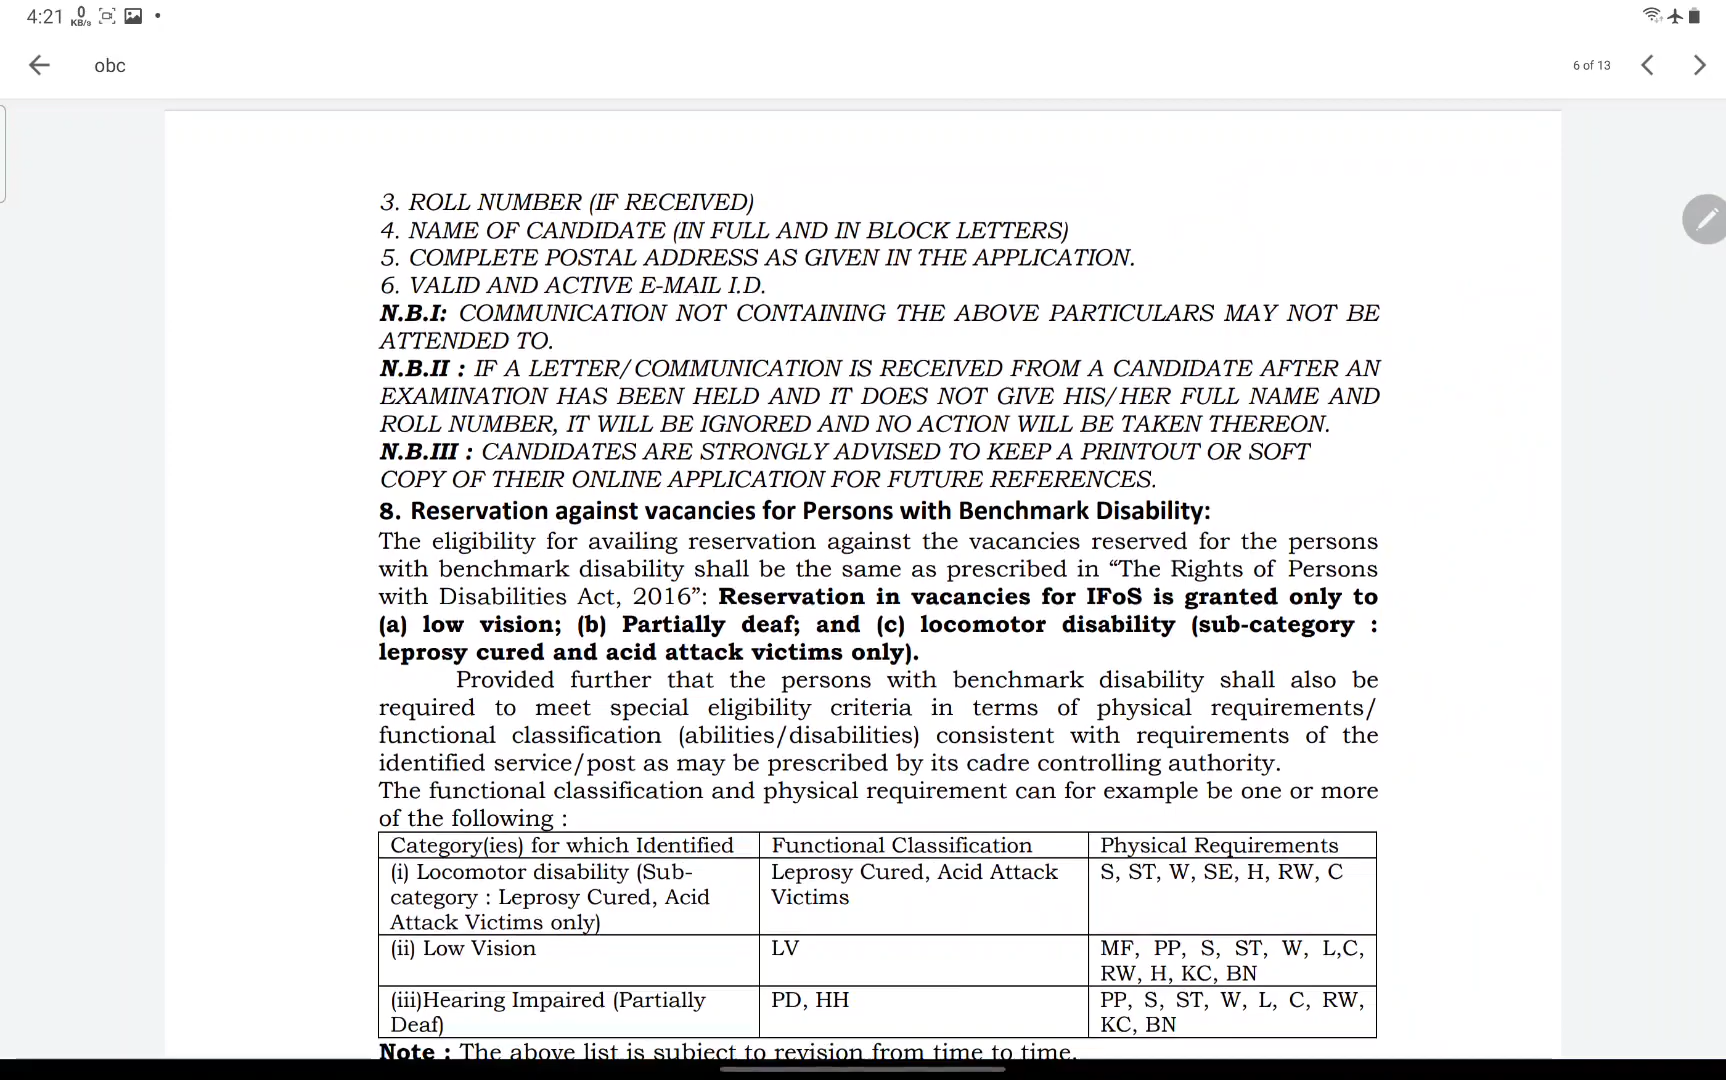 4:21 0 KB/s
obc
6 of 13
3. ROLL NUMBER (IF RECEIVED)
4. NAME OF CANDIDATE (IN FULL AND IN BLOCK LETTERS)
5. COMPLETE POSTAL ADDRESS AS GIVEN IN THE APPLICATION.
6. VALID AND ACTIVE E-MAIL I.D.
N.B.I: COMMUNICATION NOT CONTAINING THE ABOVE PARTICULARS MAY NOT BE
ATTENDED TO.
N.B.II : IF A LETTER/COMMUNICATION IS RECEIVED FROM A CANDIDATE AFTER AN
EXAMINATION HAS BEEN HELD AND IT DOES NOT GIVE HIS/HER FULL NAME AND
ROLL NUMBER, IT WILL BE IGNORED AND NO ACTION WILL BE TAKEN THEREON.
N.B.III : CANDIDATES ARE STRONGLY ADVISED TO KEEP A PRINTOUT OR SOFT
COPY OF THEIR ONLINE APPLICATION FOR FUTURE REFERENCES.
8. Reservation against vacancies for Persons with Benchmark Disability:
The eligibility for availing reservation against the vacancies reserved for the persons
with benchmark disability shall be the same as prescribed in “The Rights of Persons
with Disabilities Act, 2016”: Reservation in vacancies for IFoS is granted only to
(a) low vision; (b) Partially deaf; and (c) locomotor disability (sub-category :
leprosy cured and acid attack victims only).
Provided further that the persons with benchmark disability shall also be
required to meet special eligibility criteria in terms of physical requirements/
functional classification (abilities/disabilities) consistent with requirements of the
identified service/post as may be prescribed by its cadre controlling authority.
The functional classification and physical requirement can for example be one or more
of the following :
Category(ies) for which Identified Functional Classification Physical Requirements
(i) Locomotor disability (Sub- Leprosy Cured, Acid Attack S, ST, W, SE, H, RW, C
category : Leprosy Cured, Acid Victims
Attack Victims only)
(ii) Low Vision LV MF, PP, S, ST, W, L,C,
RW, H, KC, BN
(iii)Hearing Impaired (Partially PD, HH PP, S, ST, W, L, C, RW,
Deaf) KC, BN
Note : The above list is subject to revision from time to time.